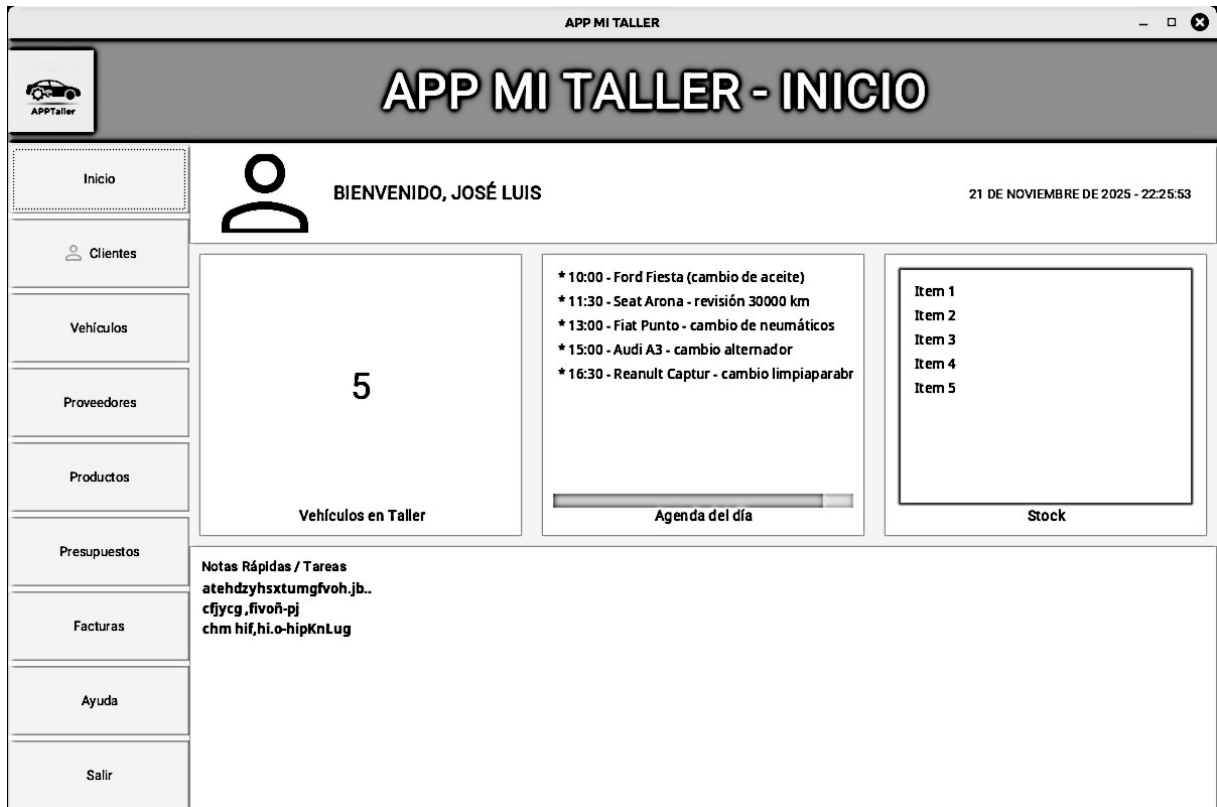 APP MI TALLER
APPTaller
APP MI TALLER - INICIO
Inicio
Clientes
Vehículos
Proveedores
Productos
Presupuestos
Facturas
Ayuda
Salir
BIENVENIDO, JOSÉ LUIS
21 DE NOVIEMBRE DE 2025 - 22:25:53
5
Vehículos en Taller
* 10:00 - Ford Fiesta (cambio de aceite)
* 11:30 - Seat Arona - revisión 30000 km
* 13:00 - Fiat Punto - cambio de neumáticos
* 15:00 - Audi A3 - cambio alternador
* 16:30 - Reanult Captur - cambio limpiaparabr
Agenda del día
Item 1
Item 2
Item 3
Item 4
Item 5
Stock
Notas Rápidas / Tareas
atehdzyhsxtumgfvoh.jb..
cfjycg ,fivoñ-pj
chm hif,hi.o-hipKnLug